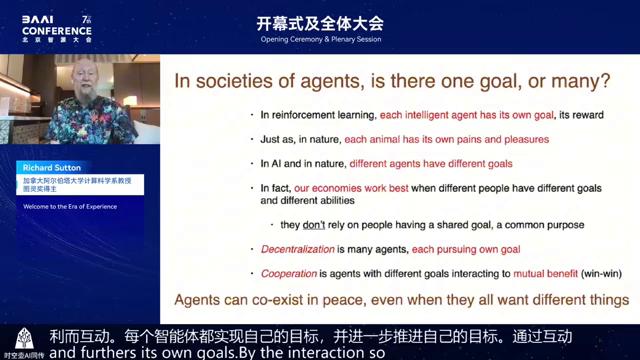 BAAI
CONFERENCE
北京智源大会
7th
开幕式及全体大会
Opening Ceremony & Plenary Session
Richard Sutton
加拿大阿尔伯塔大学计算科学系教授
图灵奖得主
Welcome to the Era of Experience
In societies of agents, is there one goal, or many?
• In reinforcement learning, each intelligent agent has its own goal, its reward
• Just as, in nature, each animal has its own pains and pleasures
• In AI and in nature, different agents have different goals
• In fact, our economies work best when different people have different goals
and different abilities
• they don't rely on people having a shared goal, a common purpose
• Decentralization is many agents, each pursuing own goal
• Cooperation is agents with different goals interacting to mutual benefit (win-win)
Agents can co-exist in peace, even when they all want different things
时空壶AI同传
利而互动。每个智能体都实现自己的目标，并进一步推进自己的目标。通过互动
and furthers its own goals.By the interaction so